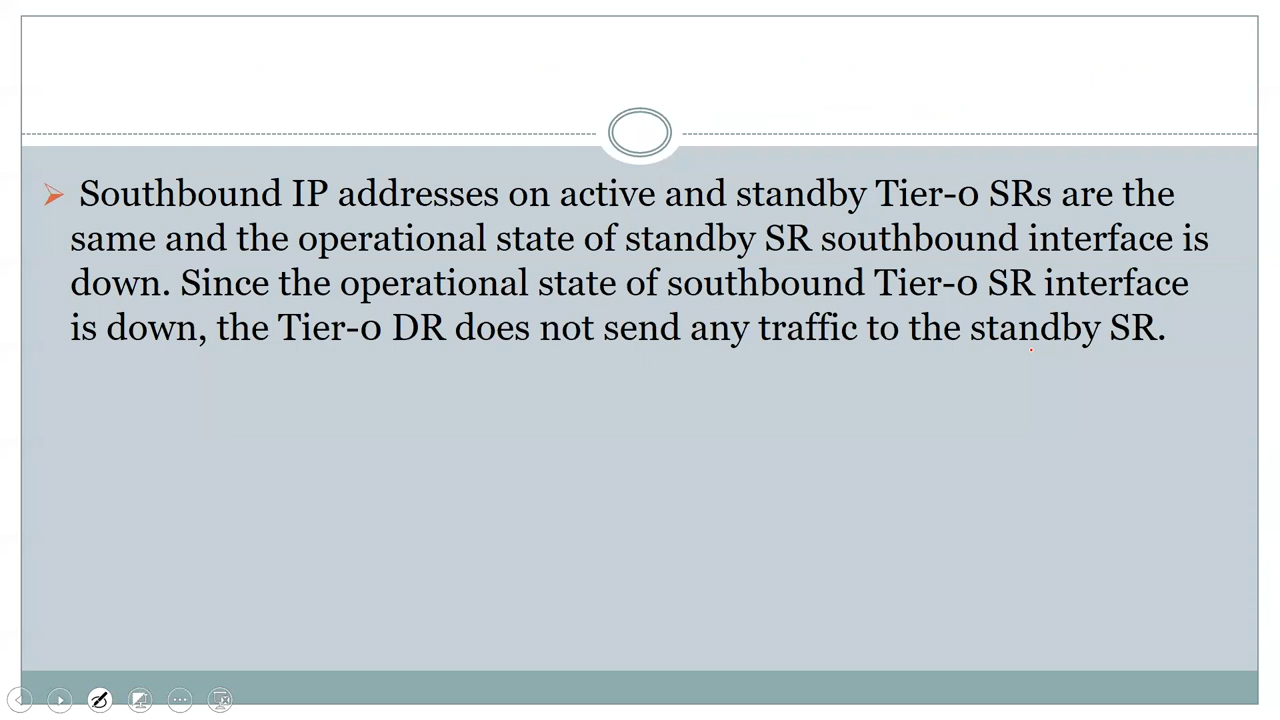 Southbound IP addresses on active and standby Tier-0 SRs are the
same and the operational state of standby SR southbound interface is
down. Since the operational state of southbound Tier-0 SR interface
is down, the Tier-0 DR does not send any traffic to the standby SR.